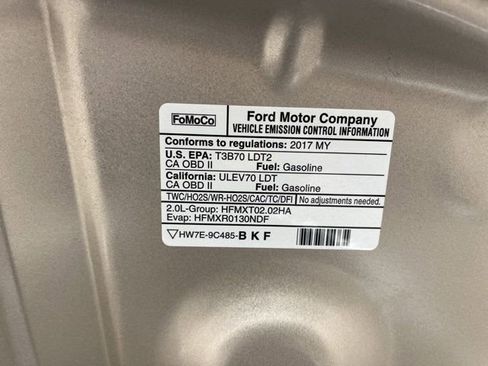 FoMoCo
Ford Motor Company
VEHICLE EMISSION CONTROL INFORMATION
Conforms to regulations: 2017 MY
U.S. EPA: T3B70 LDT2
CA OBD II Fuel: Gasoline
California: ULEV70 LDT
CA OBD II Fuel: Gasoline
TWC/HO2S/WR-HO2S/CAC/TC/DFI No adjustments needed.
2.0L-Group: HFMXT02.02HA
Evap: HFMXR0130NDF
HW7E-9C485-BKF